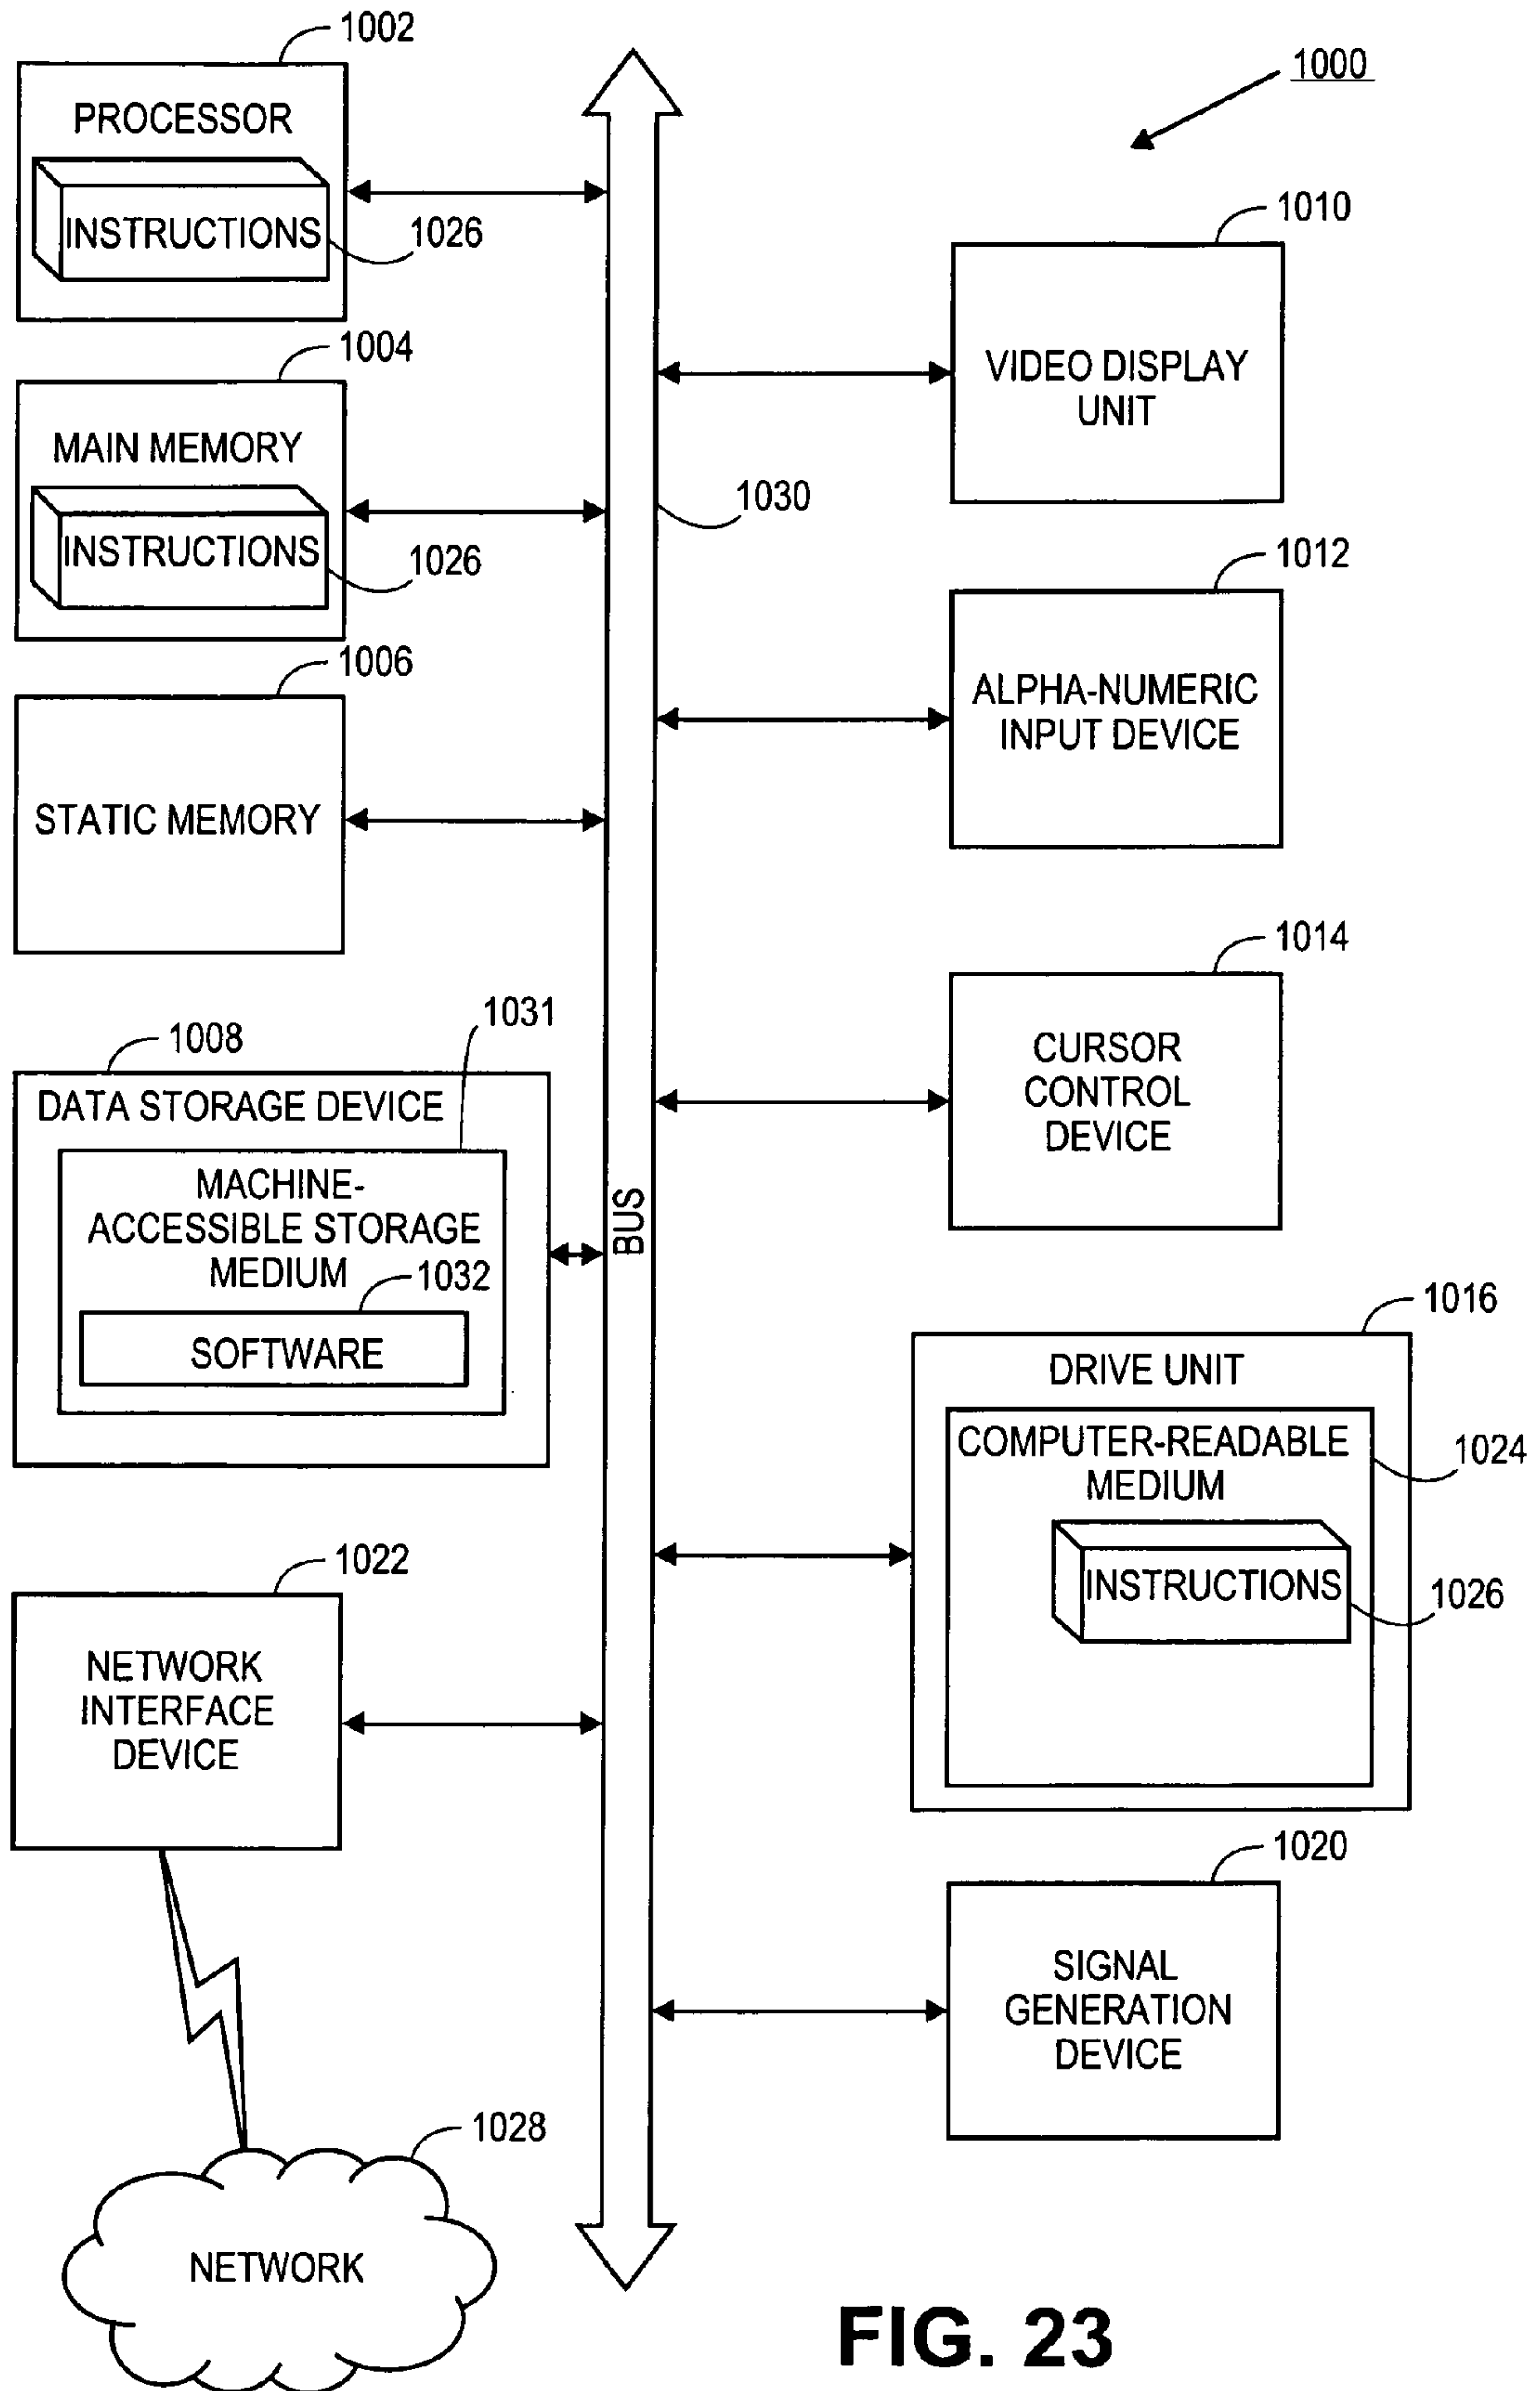 1002
PROCESSOR
INSTRUCTIONS
1026
1004
MAIN MEMORY
INSTRUCTIONS
1026
1006
STATIC MEMORY
1008
1031
DATA STORAGE DEVICE
MACHINE-
ACCESSIBLE STORAGE
MEDIUM
1032
SOFTWARE
1022
NETWORK
INTERFACE
DEVICE
1028
NETWORK
BUS
1030
1000
1010
VIDEO DISPLAY
UNIT
1012
ALPHA-NUMERIC
INPUT DEVICE
1014
CURSOR
CONTROL
DEVICE
1016
DRIVE UNIT
COMPUTER-READABLE
MEDIUM
1024
INSTRUCTIONS
1026
1020
SIGNAL
GENERATION
DEVICE
FIG. 23